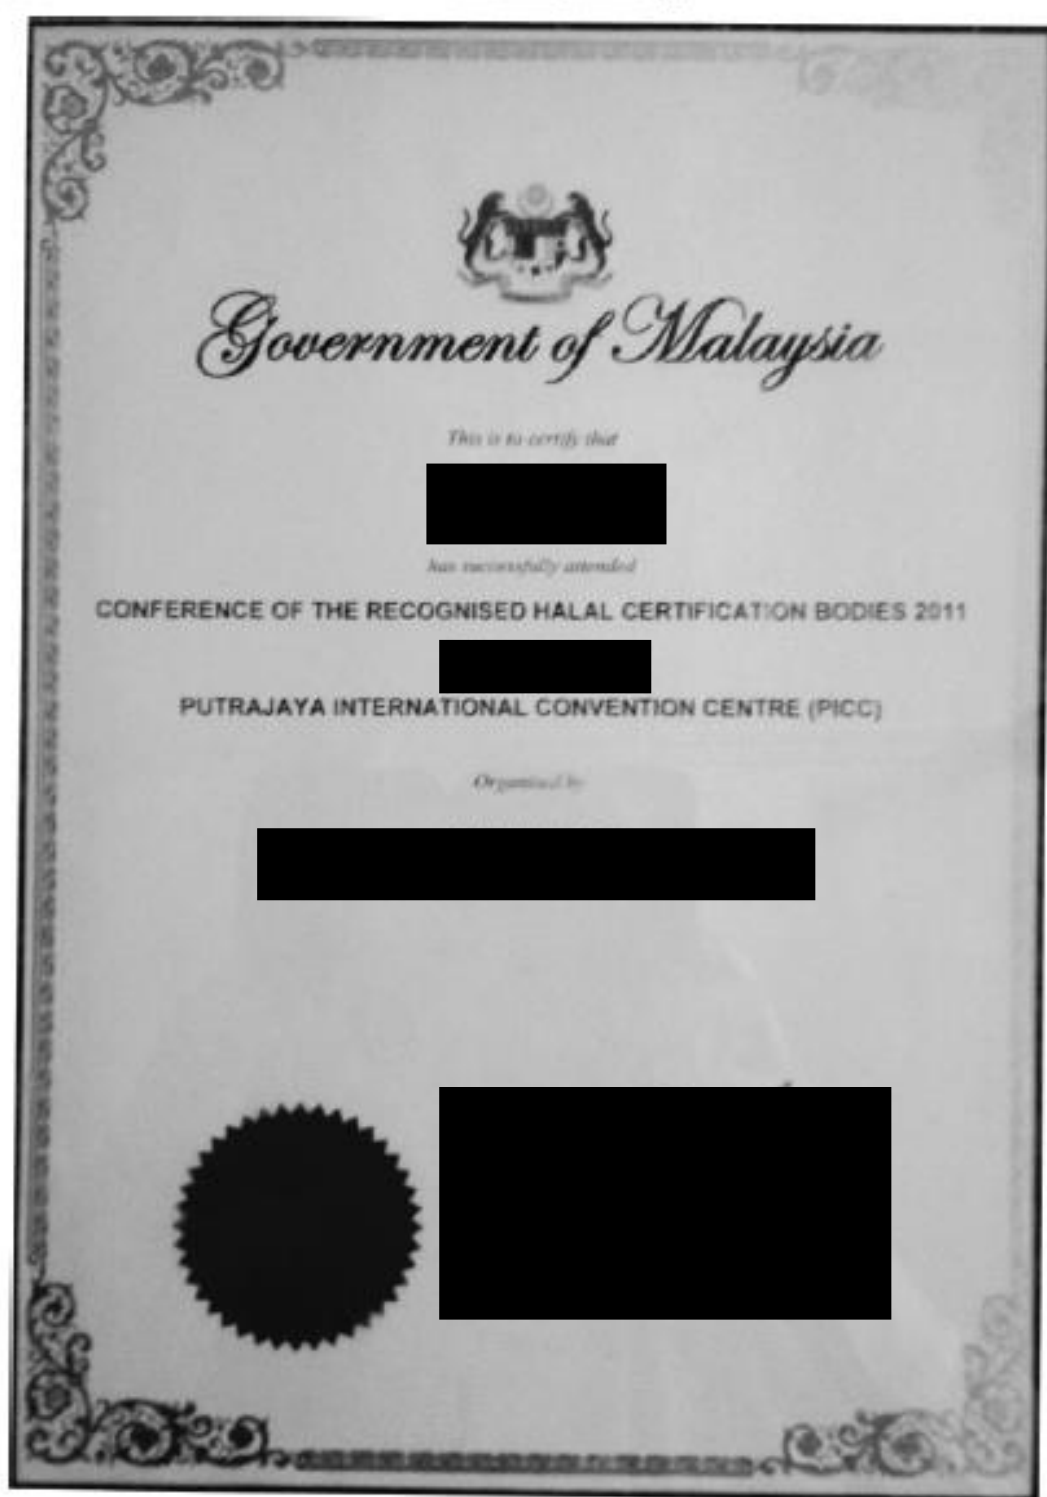 Government of Malaysia
This is to certify that
has successfully attended
CONFERENCE OF THE RECOGNISED HALAL CERTIFICATION BODIES 2011
PUTRAJAYA INTERNATIONAL CONVENTION CENTRE (PICC)
Organised by